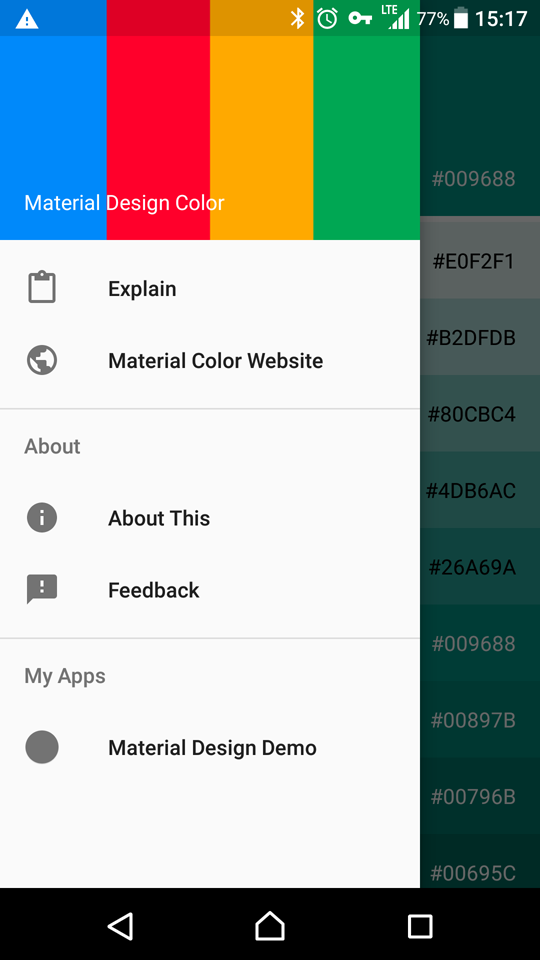 LTE
77%
15:17
Material Design Color
Explain
Material Color Website
About
About This
Feedback
My Apps
Material Design Demo
#009688
#E0F2F1
#B2DFDB
#80CBC4
#4DB6AC
#26A69A
#009688
#00897B
#00796B
#00695C